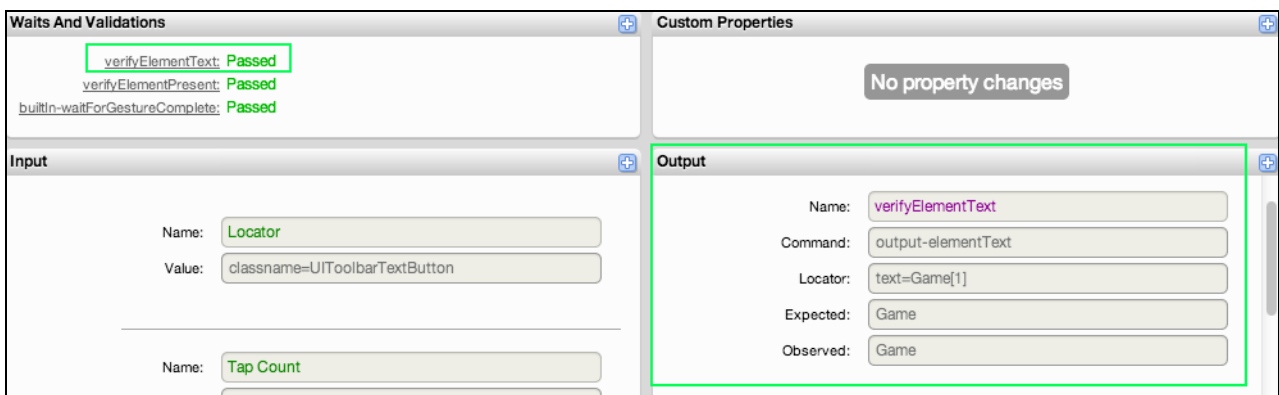 Waits And Validations
verifyElementText: Passed
verifyElementPresent: Passed
builtIn-waitForGestureComplete: Passed
Custom Properties
No property changes
Input
Name: Locator
Value: classname=UIToolbarTextButton
Name: Tap Count
Output
Name: verifyElementText
Command: output-elementText
Locator: text=Game[1]
Expected: Game
Observed: Game